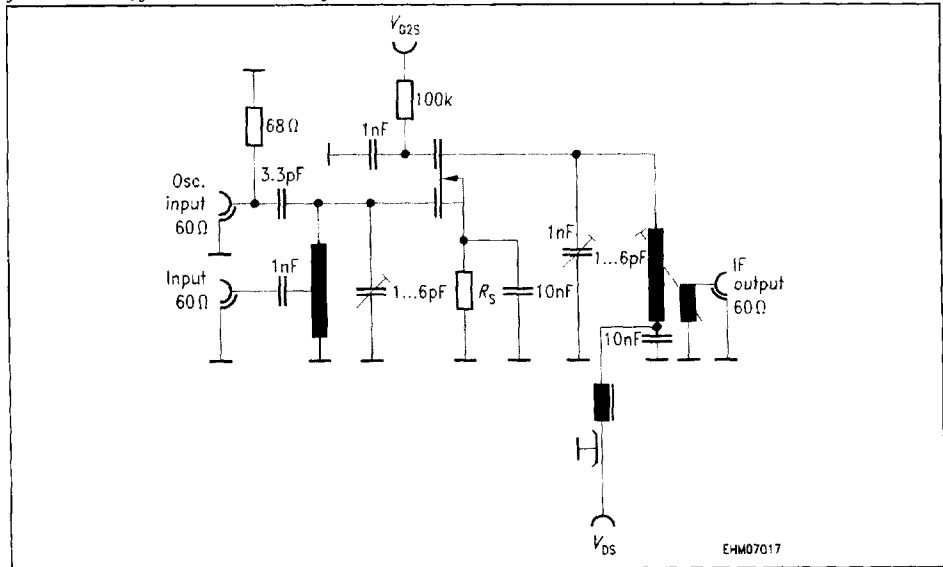 V_G2S
100k
68Ω
1nF
3.3pF
Osc.
input
60Ω
1nF
1...6pF
IF
output
60Ω
Input
60Ω
1nF
1...6pF
R_S
10nF
10nF
V_DS
EHM07017